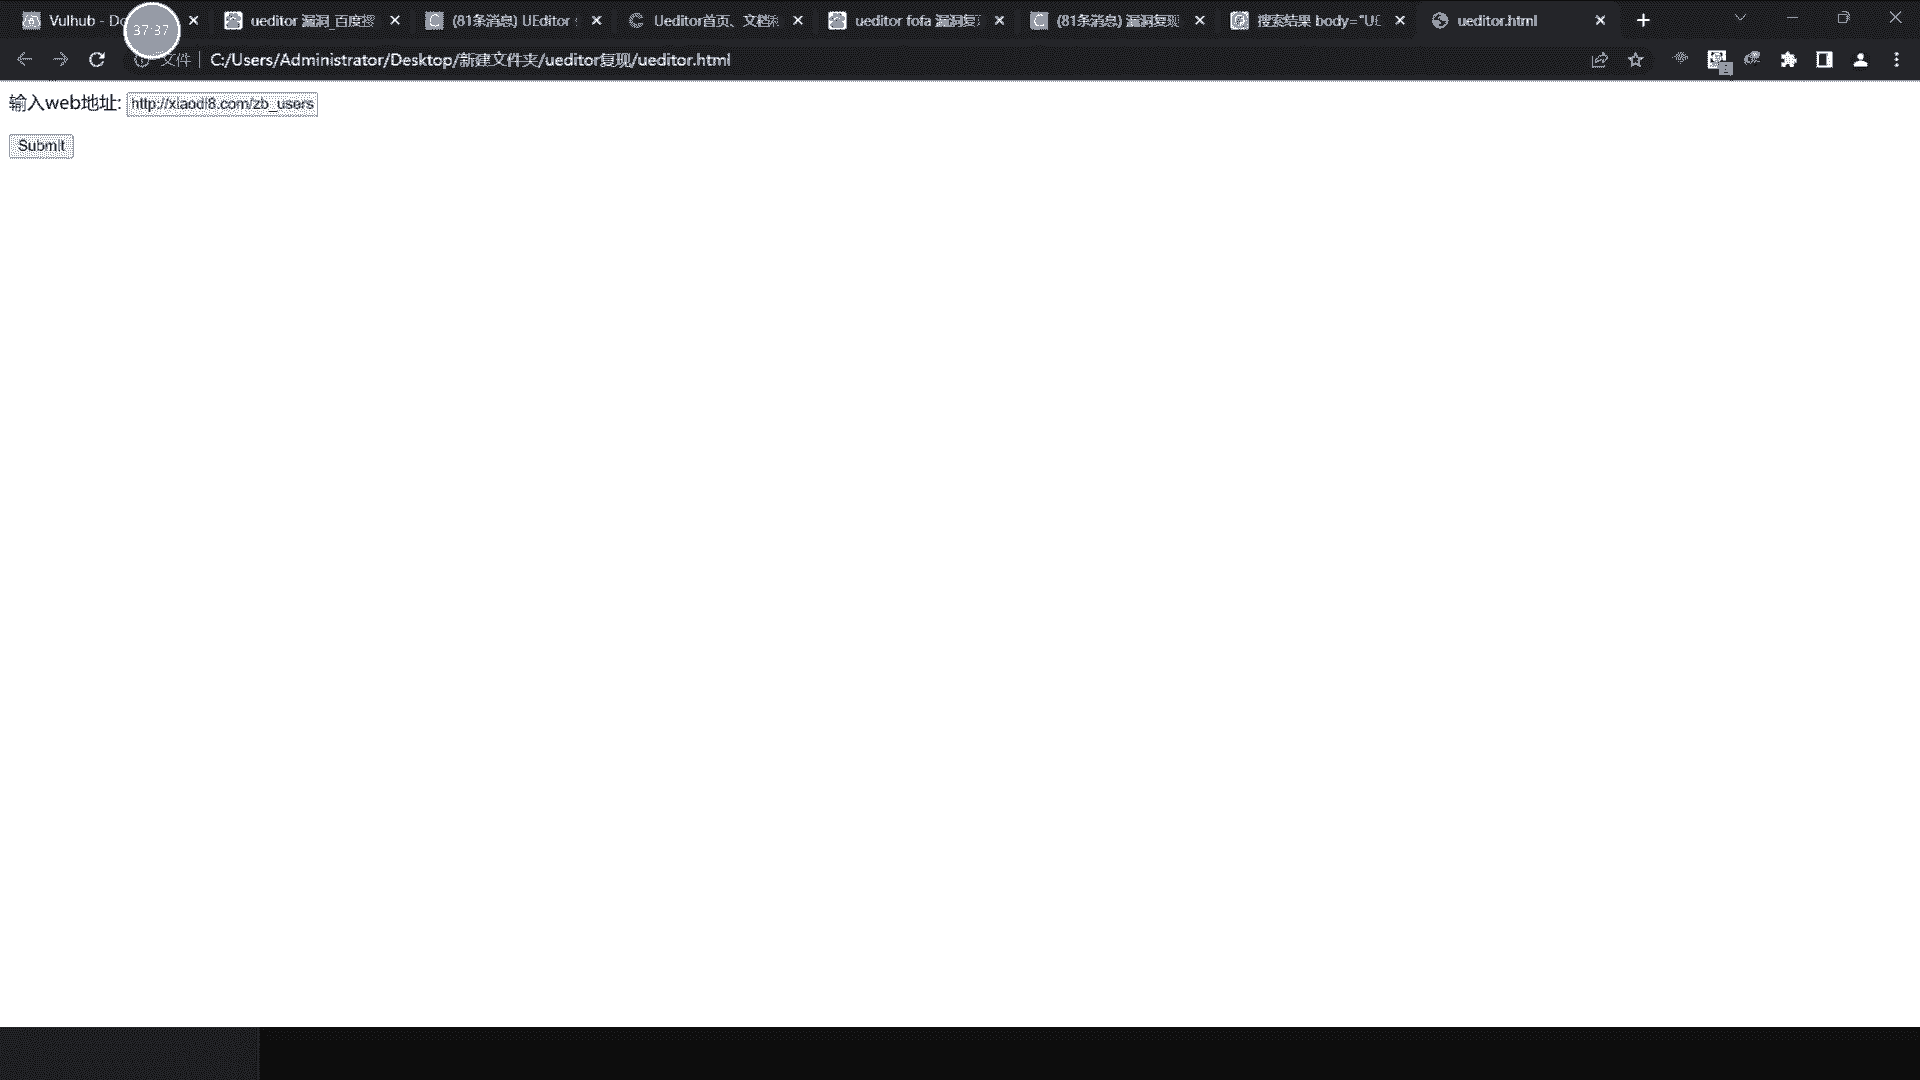 Vulhub - Do
37:37
ueditor 漏洞_百度搜
(81条消息) UEditor
Ueditor首页、文档和
ueditor fofa 漏洞复现
(81条消息) 漏洞复现
搜索结果 body="UE
ueditor.html
文件
C:/Users/Administrator/Desktop/新建文件夹/ueditor复现/ueditor.html
输入web地址: http://xiaodi8.com/zb_users
Submit